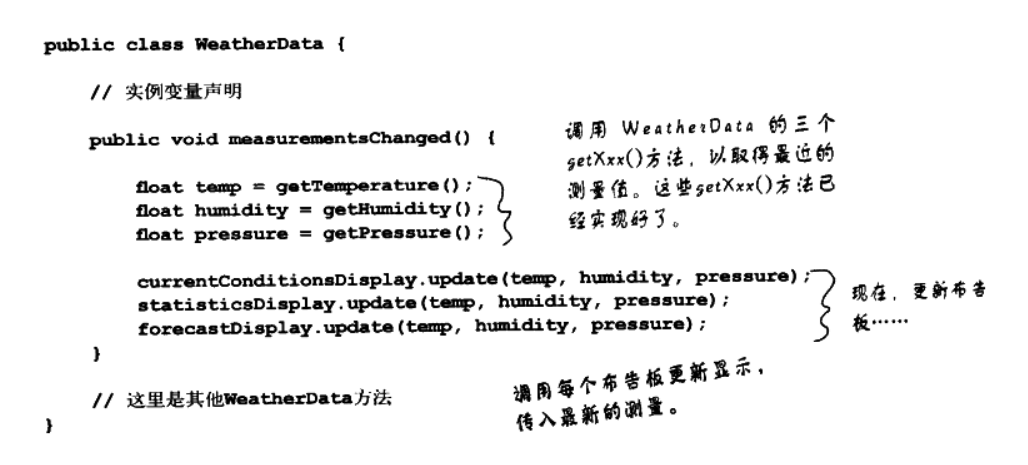 public class WeatherData {
// 实例变量声明
public void measurementsChanged() {
float temp = getTemperature();
float humidity = getHumidity();
float pressure = getPressure();
调用 WeatherData 的三个
getXxx()方法，以取得最近的
测量值。这些getXxx()方法已
经实现好了。
currentConditionsDisplay.update(temp, humidity, pressure);
statisticsDisplay.update(temp, humidity, pressure);
forecastDisplay.update(temp, humidity, pressure);
现在，更新布告
板……
}
// 这里是其他WeatherData方法
调用每个布告板更新显示，
传入最新的测量。
}